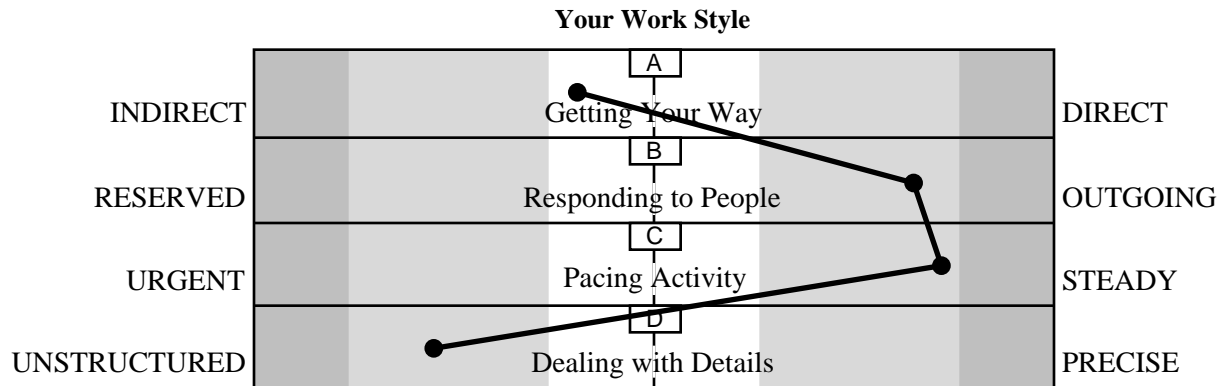 Your Work Style
A
INDIRECT Getting Your Way DIRECT
B
RESERVED Responding to People OUTGOING
C
URGENT Pacing Activity STEADY
D
UNSTRUCTURED Dealing with Details PRECISE